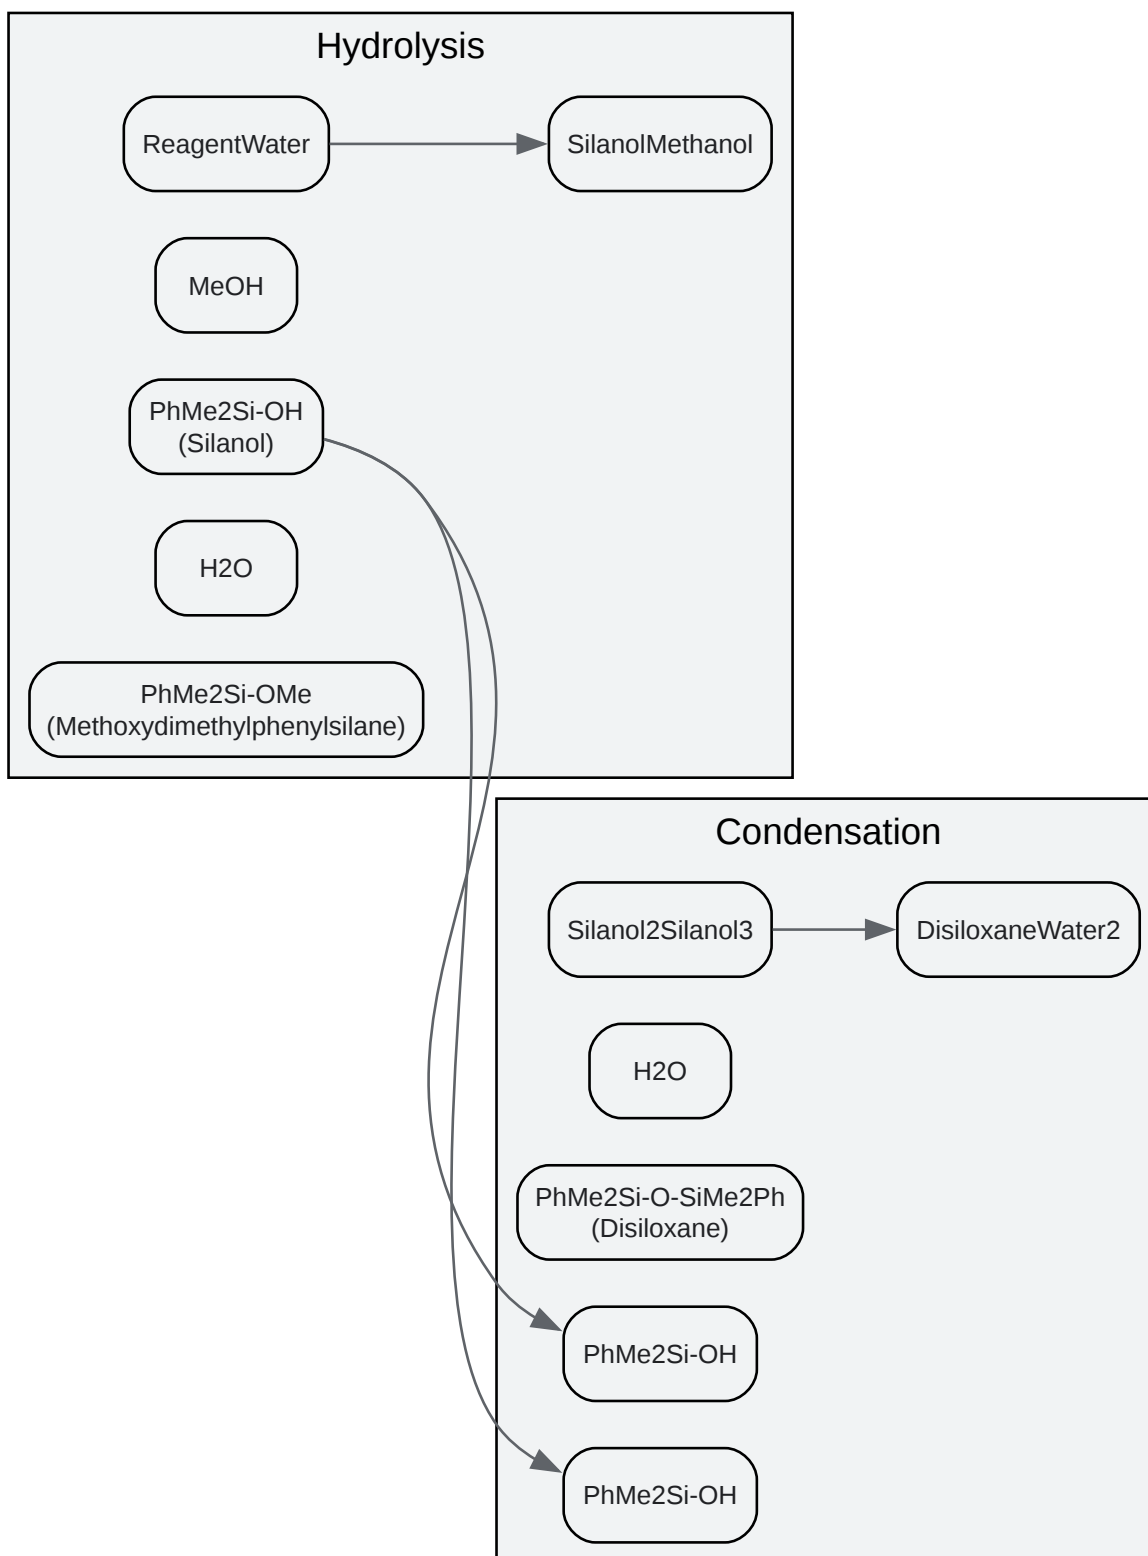 Hydrolysis
ReagentWater
SilanolMethanol
MeOH
PhMe2Si-OH
(Silanol)
H2O
PhMe2Si-OMe
(Methoxydimethylphenylsilane)
Condensation
Silanol2Silanol3
DisiloxaneWater2
H2O
PhMe2Si-O-SiMe2Ph
(Disiloxane)
PhMe2Si-OH
PhMe2Si-OH